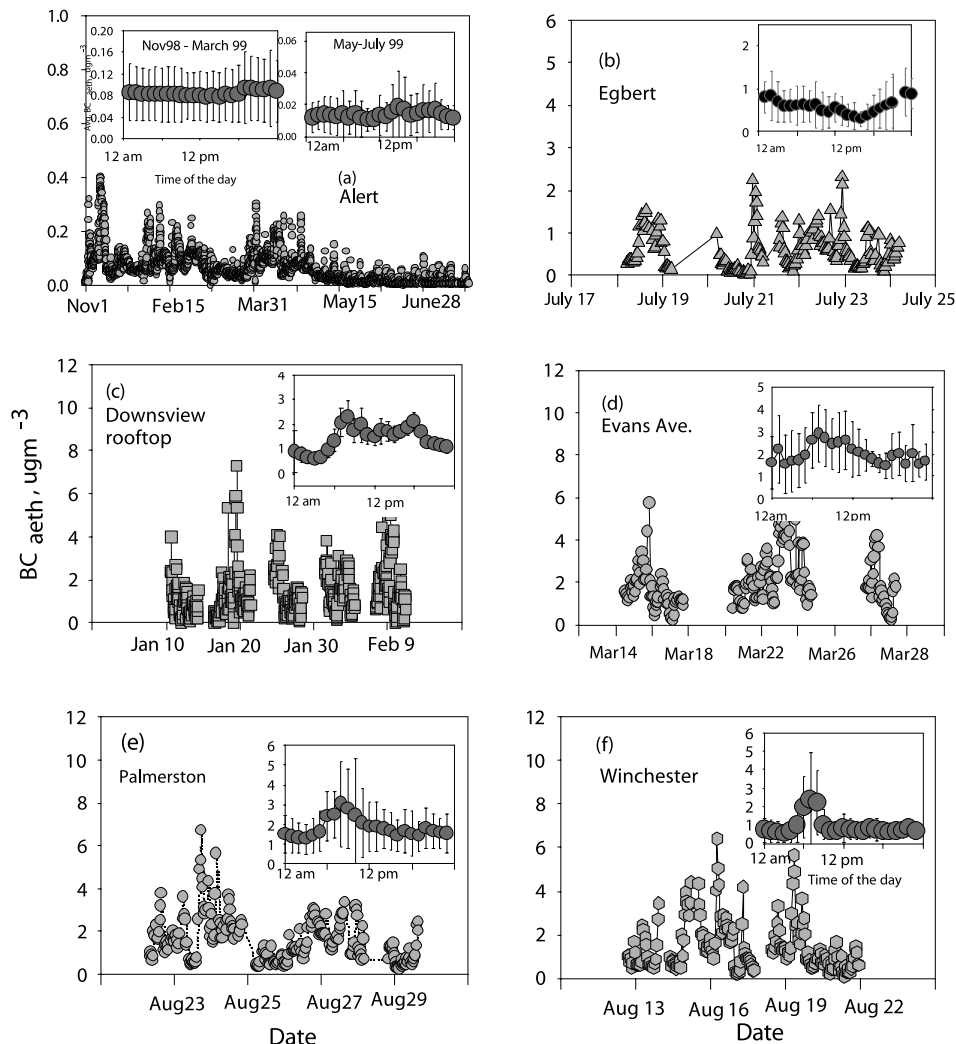 BC aeth, ugm -3
1.0
0.8
0.6
0.4
0.2
0.0
Nov1
Feb15
Mar31
May15
June28
0.20
0.16
0.12
0.08
0.04
0.00
Nov98 - March 99
12 am
12 pm
Time of the day
0.06
0.04
0.02
0.00
May-July 99
12am
12pm
(a)
Alert
6
5
4
3
2
1
0
July 17
July 19
July 21
July 23
July 25
(b)
Egbert
2
1
0
12 am
12 pm
12
10
8
6
4
2
0
Jan 10
Jan 20
Jan 30
Feb 9
(c)
Downsview
rooftop
4
3
2
1
0
12 am
12 pm
12
10
8
6
4
2
0
Mar14
Mar18
Mar22
Mar26
Mar28
(d)
Evans Ave.
5
4
3
2
1
0
12am
12pm
12
10
8
6
4
2
0
Aug23
Aug25
Aug27
Aug29
Date
(e)
Palmerston
6
5
4
3
2
1
0
12 am
12 pm
12
10
8
6
4
2
0
Aug 13
Aug 16
Aug 19
Aug 22
Date
(f)
Winchester
6
5
4
3
2
1
0
12 am
12 pm
Time of the day